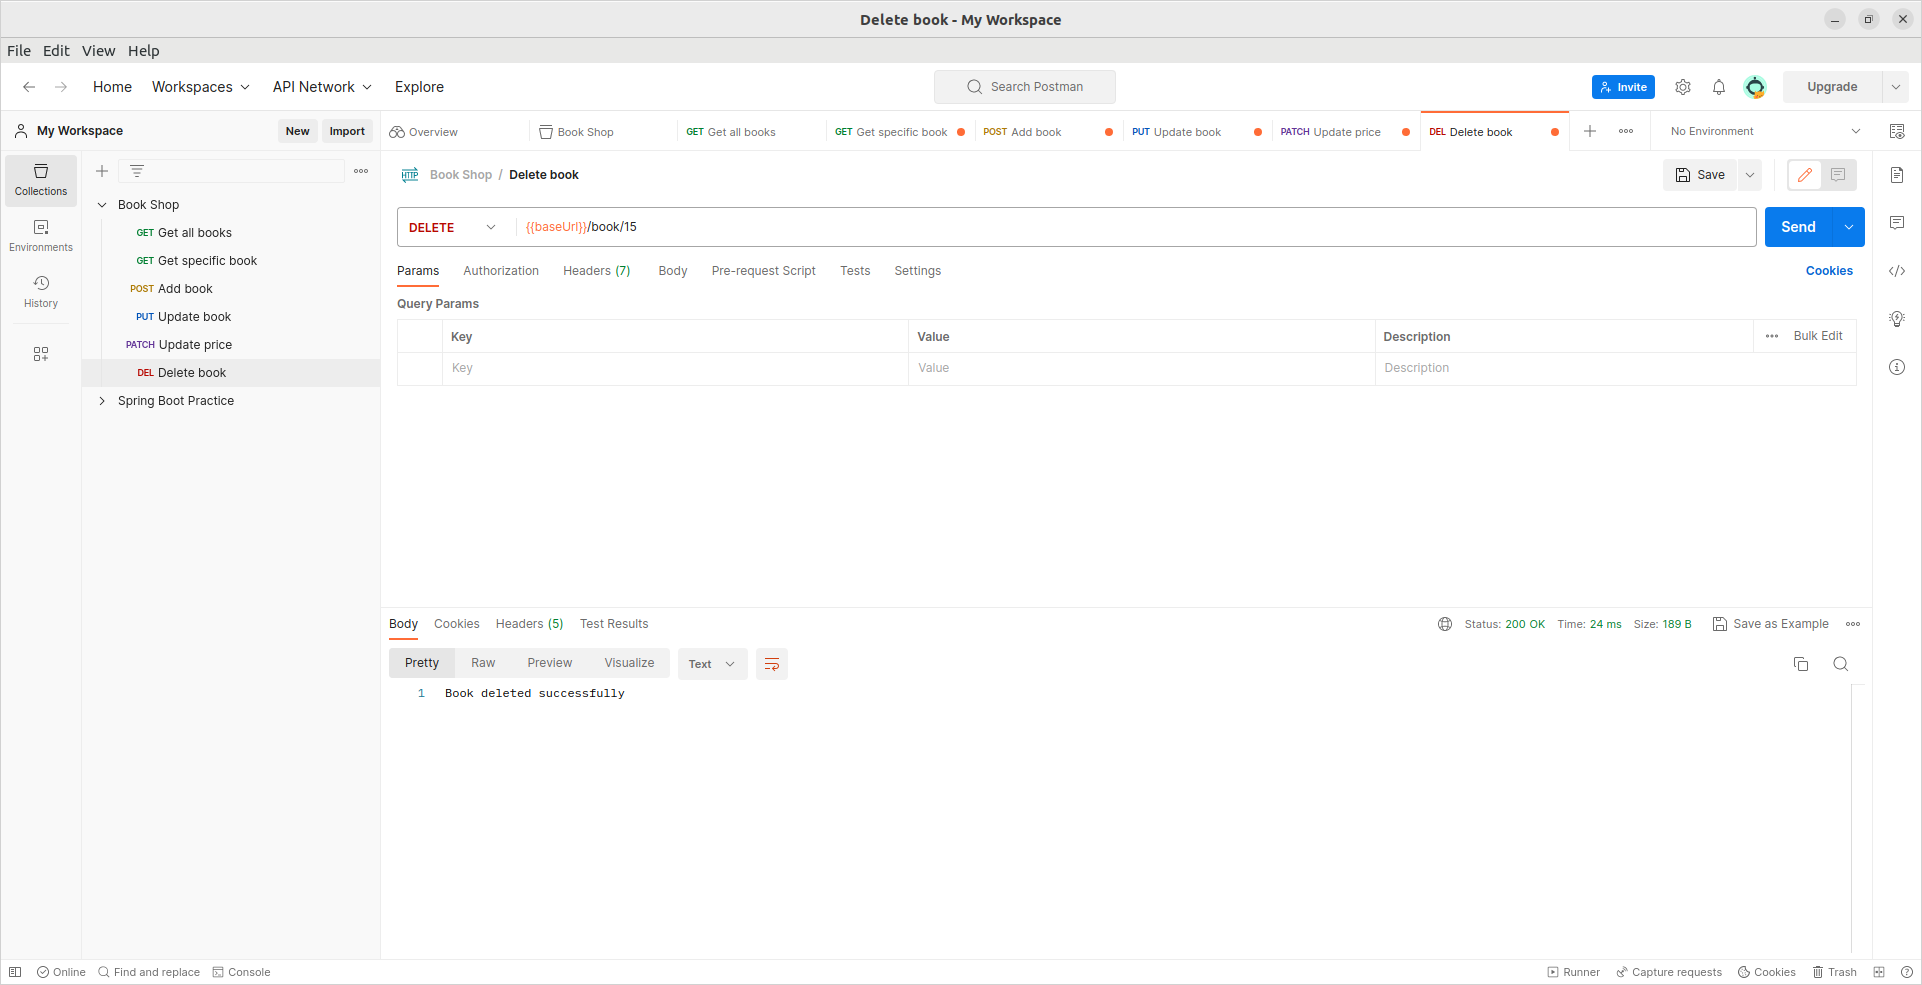 Delete book - My Workspace
File Edit View Help
Home Workspaces API Network Explore Search Postman Invite Upgrade
My Workspace New Import Overview Book Shop GET Get all books GET Get specific book POST Add book PUT Update book PATCH Update price DEL Delete book No Environment
Collections
Environments
History
Book Shop
GET Get all books
GET Get specific book
POST Add book
PUT Update book
PATCH Update price
DEL Delete book
Spring Boot Practice
HTTP Book Shop / Delete book Save
DELETE {{baseUrl}}/book/15 Send
Params Authorization Headers (7) Body Pre-request Script Tests Settings Cookies
Query Params
Key Value Description Bulk Edit
Key Value Description
Body Cookies Headers (5) Test Results Status: 200 OK Time: 24 ms Size: 189 B Save as Example
Pretty Raw Preview Visualize Text
1 Book deleted successfully
Online Find and replace Console Runner Capture requests Cookies Trash